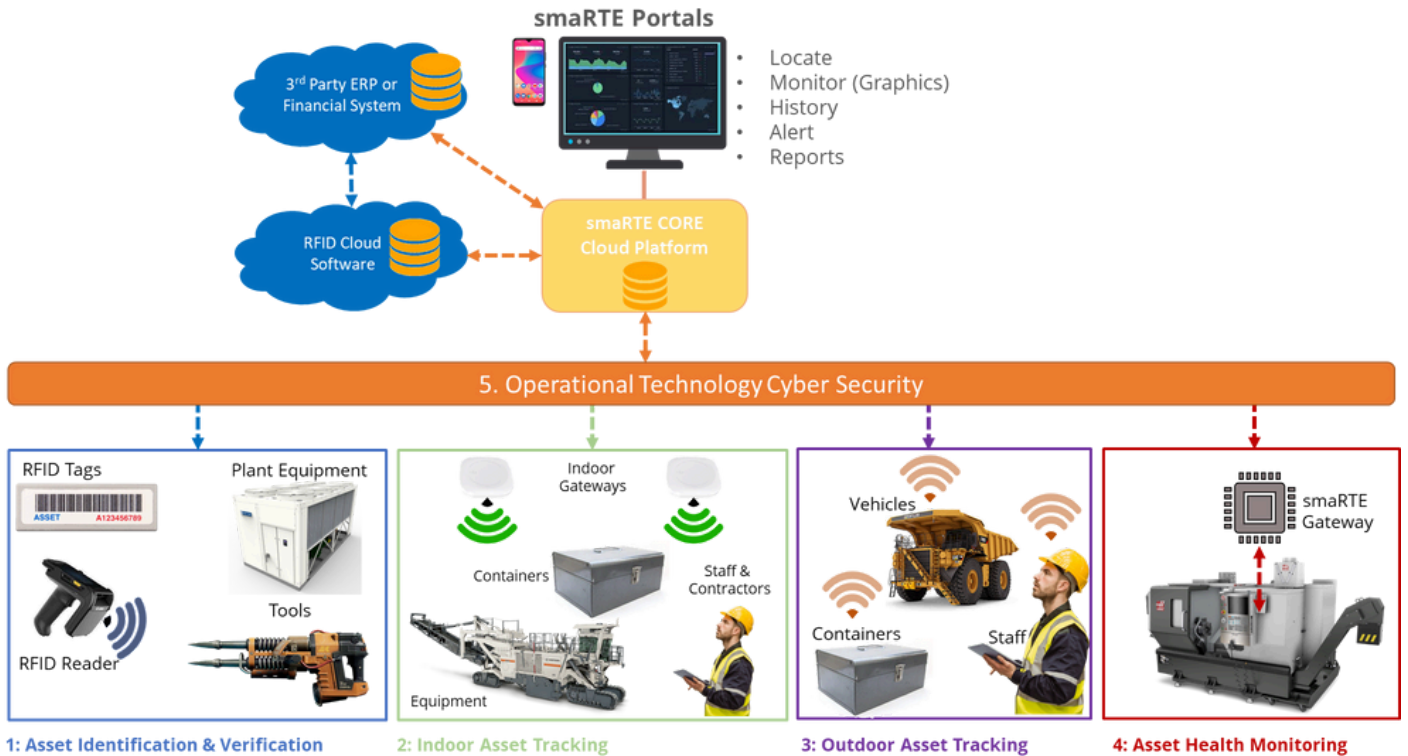 smaRTE Portals
3rd Party ERP or
Financial System
• Locate
• Monitor (Graphics)
• History
• Alert
• Reports
RFID Cloud
Software
smaRTE CORE
Cloud Platform
5. Operational Technology Cyber Security
RFID Tags
ASSET A123456789
Plant Equipment
RFID Reader
Tools
Indoor
Gateways
Containers
Staff &
Contractors
Equipment
Vehicles
Containers
Staff
smaRTE
Gateway
1: Asset Identification & Verification
2: Indoor Asset Tracking
3: Outdoor Asset Tracking
4: Asset Health Monitoring